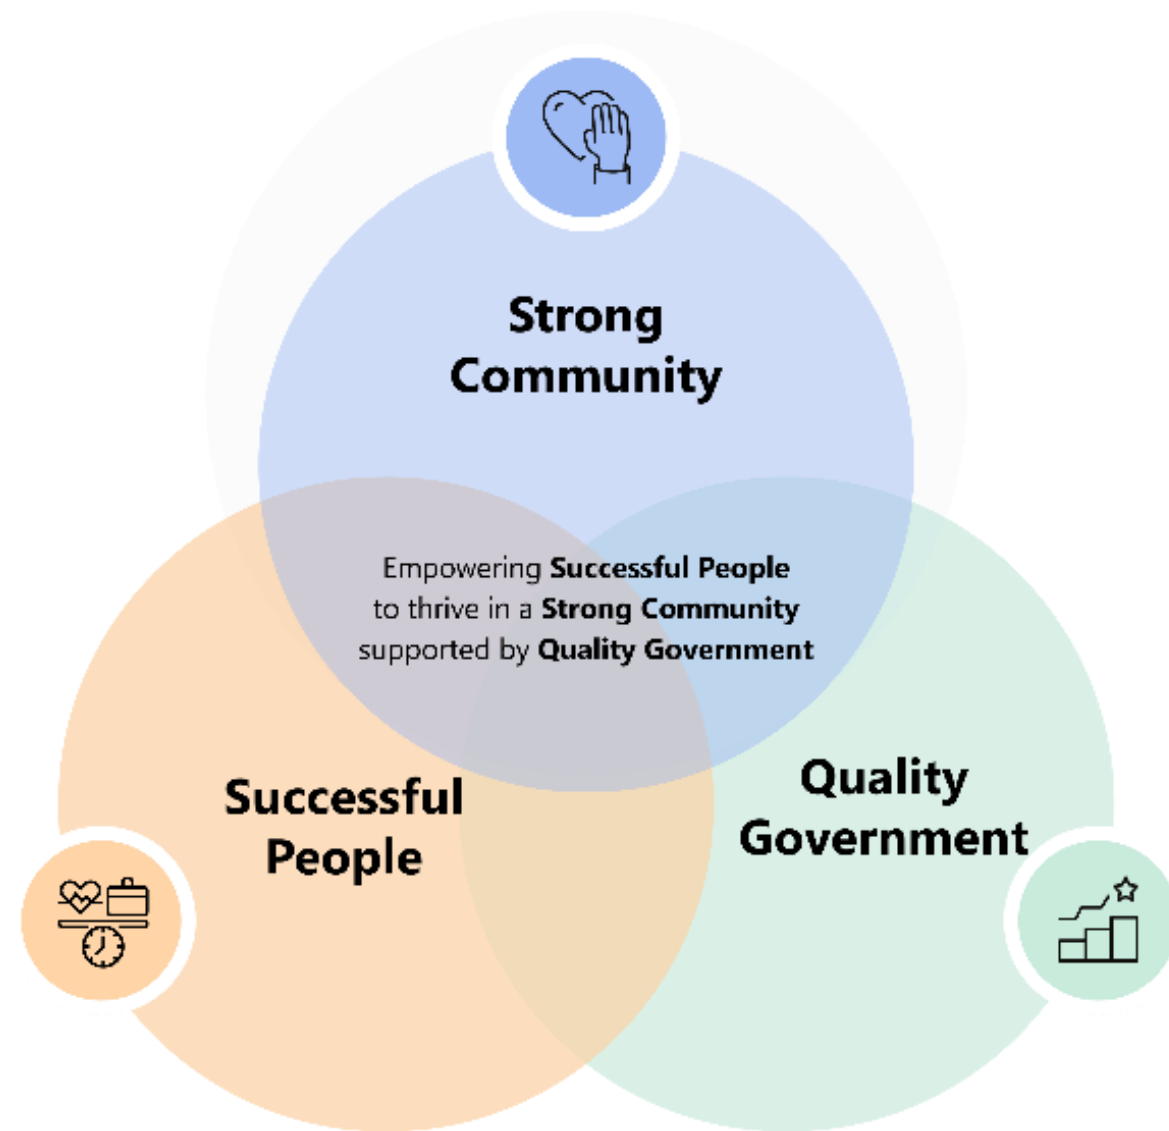 Strong
Community
Empowering Successful People
to thrive in a Strong Community
supported by Quality Government
Successful
People
Quality
Government